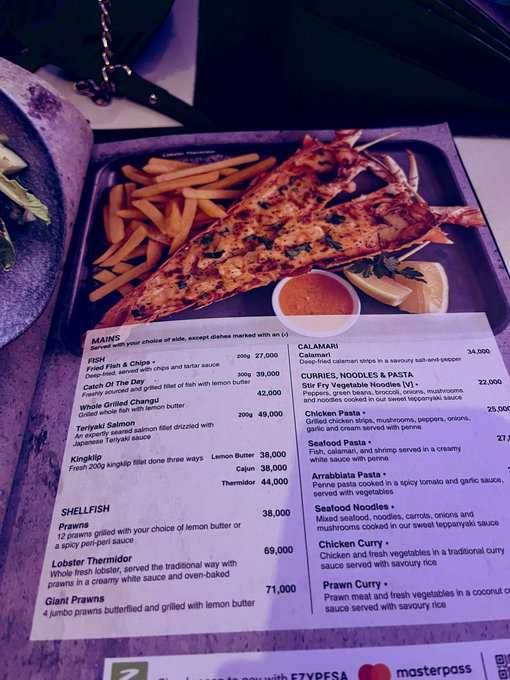 MAINS
Served with your choice of side, except dishes marked with an (•)
FISH
Fried Fish & Chips • 200g 27,000
Deep-fried, served with chips and tartar sauce
Catch Of The Day 300g 39,000
Freshly sourced and grilled fillet of fish with lemon butter
Whole Grilled Changu 42,000
Grilled whole fish with lemon butter
Teriyaki Salmon 200g 49,000
An expertly seared salmon fillet drizzled with
Japanese Teriyaki sauce
Kingklip Lemon Butter 38,000
Fresh 200g kingklip fillet done three ways
Cajun 38,000
Thermidor 44,000
SHELLFISH
Prawns 38,000
12 prawns grilled with your choice of lemon butter or
a spicy peri-peri sauce
Lobster Thermidor 69,000
Whole fresh lobster, served the traditional way with
prawns in a creamy white sauce and oven-baked
Giant Prawns 71,000
4 jumbo prawns butterflied and grilled with lemon butter
CALAMARI
Calamari 34,000
Deep-fried calamari strips in a savoury salt-and-pepper
CURRIES, NOODLES & PASTA
Stir Fry Vegetable Noodles [V] • 22,000
Peppers, green beans, broccoli, onions, mushrooms
and noodles cooked in our sweet teppanyaki sauce
Chicken Pasta • 25,00
Grilled chicken strips, mushrooms, peppers, onions,
garlic and cream served with penne
Seafood Pasta • 27,
Fish, calamari, and shrimp served in a creamy
white sauce with penne
Arrabbiata Pasta •
Penne pasta cooked in a spicy tomato and garlic sauce,
served with vegetables
Seafood Noodles •
Mixed seafood, noodles, carrots, onions and
mushrooms cooked in our sweet teppanyaki sauce
Chicken Curry •
Chicken and fresh vegetables in a traditional curry
sauce served with savoury rice
Prawn Curry •
Prawn meat and fresh vegetables in a coconut c
sauce served with savoury rice
to pay with EZYPESA masterpass